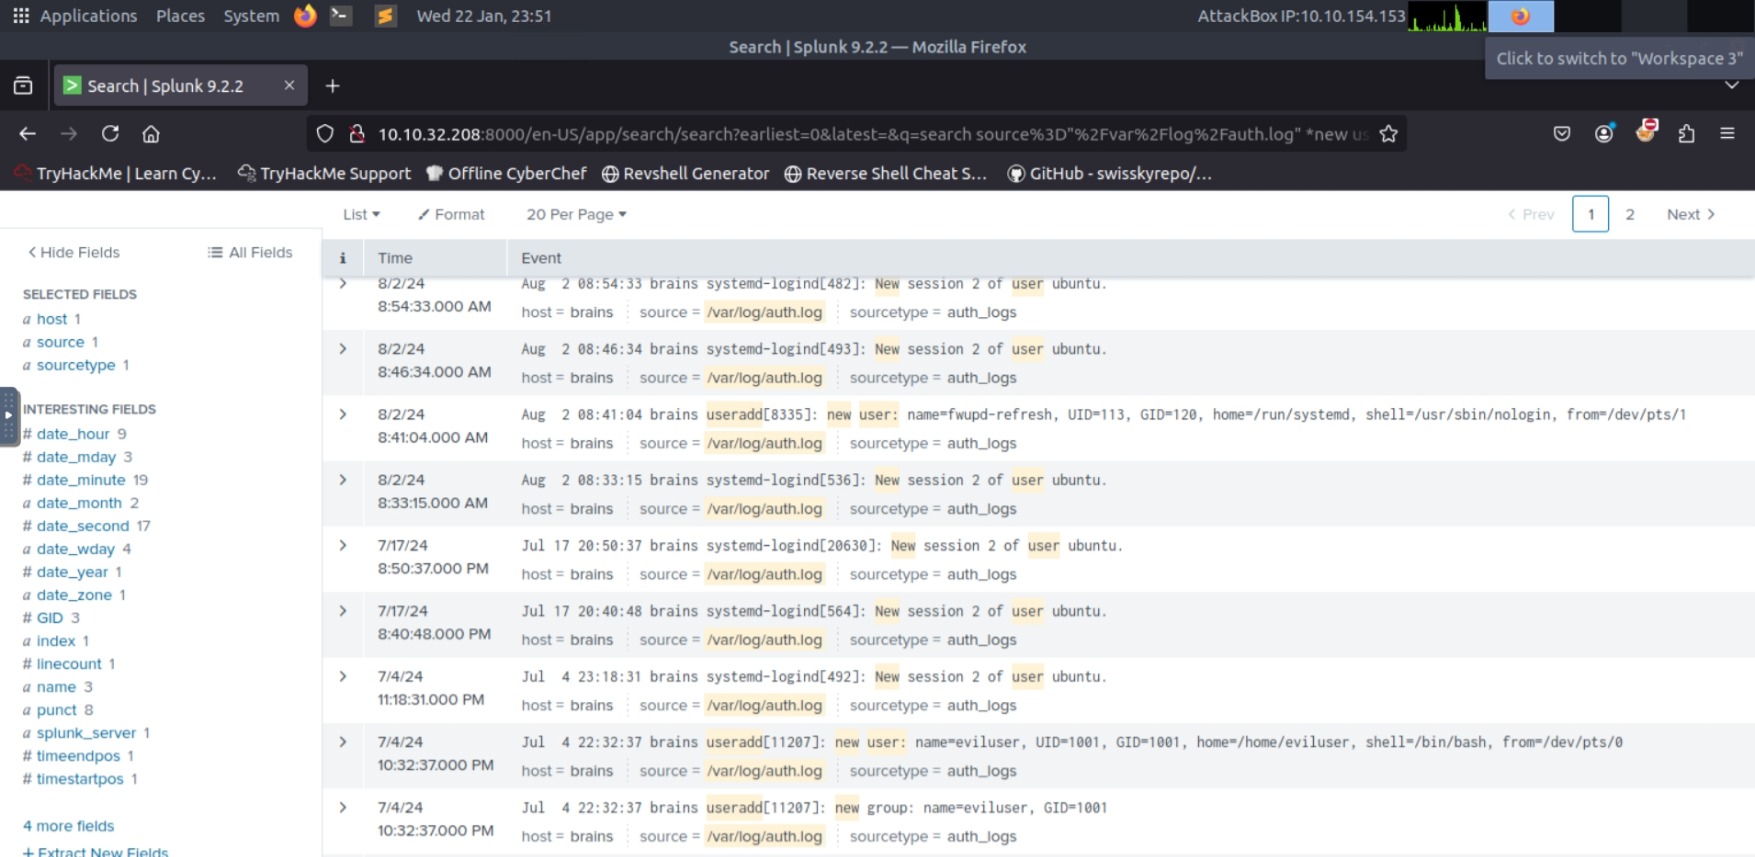 Applications Places System Wed 22 Jan, 23:51 AttackBox IP:10.10.154.153
Search | Splunk 9.2.2 — Mozilla Firefox
Click to switch to "Workspace 3"
Search | Splunk 9.2.2
10.10.32.208:8000/en-US/app/search/search?earliest=0&latest=&q=search source%3D"%2Fvar%2Flog%2Fauth.log" *new us
TryHackMe | Learn Cy... TryHackMe Support Offline CyberChef Revshell Generator Reverse Shell Cheat S... GitHub - swisskyrepo/...
List Format 20 Per Page Prev 1 2 Next
Hide Fields All Fields
SELECTED FIELDS
a host 1
a source 1
a sourcetype 1
INTERESTING FIELDS
# date_hour 9
# date_mday 3
# date_minute 19
a date_month 2
# date_second 17
a date_wday 4
# date_year 1
a date_zone 1
# GID 3
a index 1
# linecount 1
a name 3
a punct 8
a splunk_server 1
# timeendpos 1
# timestartpos 1
4 more fields
+ Extract New Fields
i Time Event
8/2/24 Aug 2 08:54:33 brains systemd-logind[482]: New session 2 of user ubuntu.
8:54:33.000 AM host = brains source = /var/log/auth.log sourcetype = auth_logs
8/2/24 Aug 2 08:46:34 brains systemd-logind[493]: New session 2 of user ubuntu.
8:46:34.000 AM host = brains source = /var/log/auth.log sourcetype = auth_logs
8/2/24 Aug 2 08:41:04 brains useradd[8335]: new user: name=fwupd-refresh, UID=113, GID=120, home=/run/systemd, shell=/usr/sbin/nologin, from=/dev/pts/1
8:41:04.000 AM host = brains source = /var/log/auth.log sourcetype = auth_logs
8/2/24 Aug 2 08:33:15 brains systemd-logind[536]: New session 2 of user ubuntu.
8:33:15.000 AM host = brains source = /var/log/auth.log sourcetype = auth_logs
7/17/24 Jul 17 20:50:37 brains systemd-logind[20630]: New session 2 of user ubuntu.
8:50:37.000 PM host = brains source = /var/log/auth.log sourcetype = auth_logs
7/17/24 Jul 17 20:40:48 brains systemd-logind[564]: New session 2 of user ubuntu.
8:40:48.000 PM host = brains source = /var/log/auth.log sourcetype = auth_logs
7/4/24 Jul 4 23:18:31 brains systemd-logind[492]: New session 2 of user ubuntu.
11:18:31.000 PM host = brains source = /var/log/auth.log sourcetype = auth_logs
7/4/24 Jul 4 22:32:37 brains useradd[11207]: new user: name=eviluser, UID=1001, GID=1001, home=/home/eviluser, shell=/bin/bash, from=/dev/pts/0
10:32:37.000 PM host = brains source = /var/log/auth.log sourcetype = auth_logs
7/4/24 Jul 4 22:32:37 brains useradd[11207]: new group: name=eviluser, GID=1001
10:32:37.000 PM host = brains source = /var/log/auth.log sourcetype = auth_logs